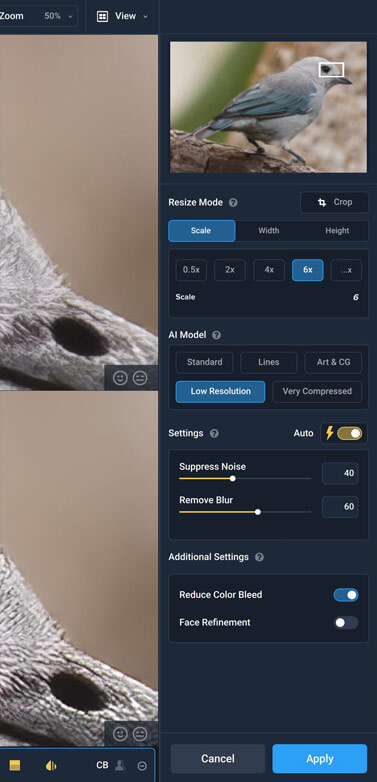 Zoom 50% View
Resize Mode ? Crop
Scale Width Height
0.5x 2x 4x 6x ...x
Scale 6
AI Model ?
Standard Lines Art & CG
Low Resolution Very Compressed
Settings ? Auto
Suppress Noise 40
Remove Blur 60
Additional Settings ?
Reduce Color Bleed
Face Refinement
CB
Cancel Apply